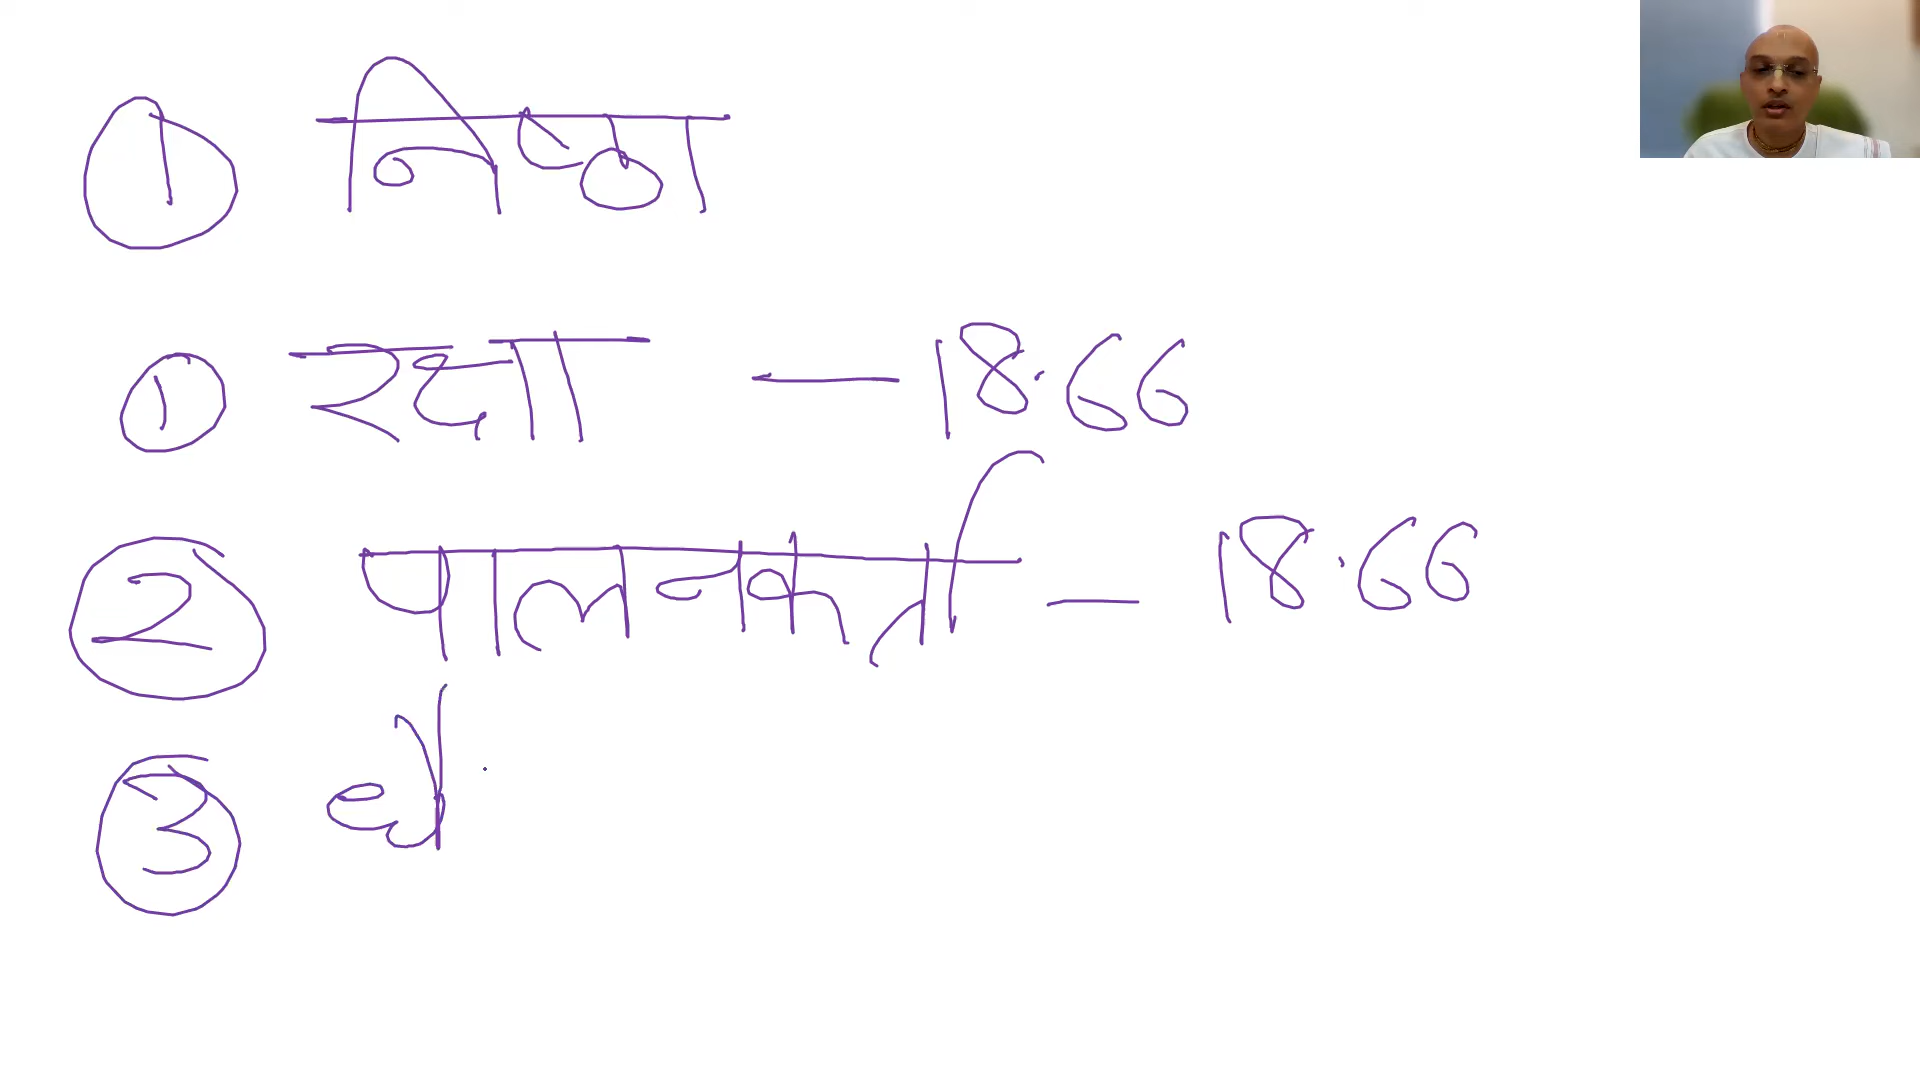 ① निष्ठा
① रक्षा — 18.66
② पालनकर्ता — 18.66
③